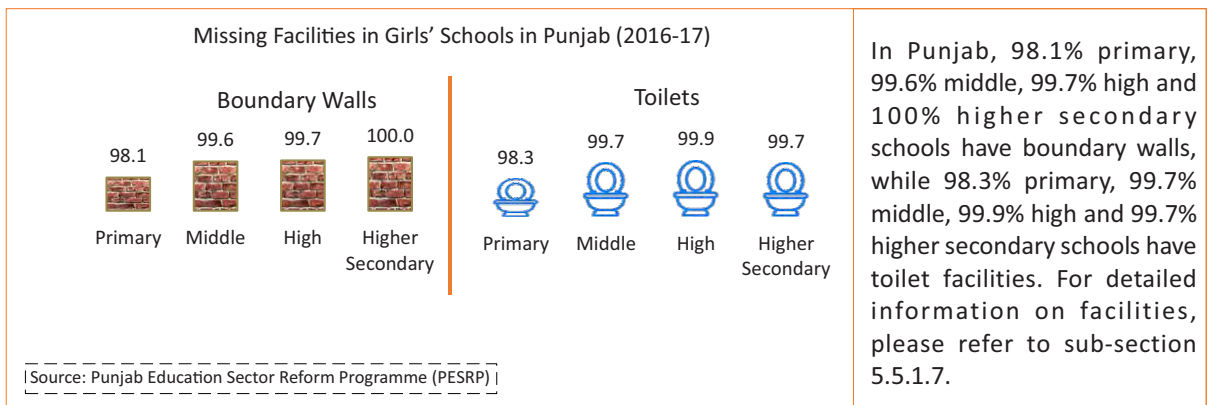 Missing Facilities in Girls' Schools in Punjab (2016-17)
Boundary Walls
98.1
99.6
99.7
100.0
Primary
Middle
High
Higher
Secondary
Toilets
98.3
99.7
99.9
99.7
Primary
Middle
High
Higher
Secondary
Source: Punjab Education Sector Reform Programme (PESRP)
In Punjab, 98.1% primary,
99.6% middle, 99.7% high and
100% higher secondary
schools have boundary walls,
while 98.3% primary, 99.7%
middle, 99.9% high and 99.7%
higher secondary schools have
toilet facilities. For detailed
information on facilities,
please refer to sub-section
5.5.1.7.